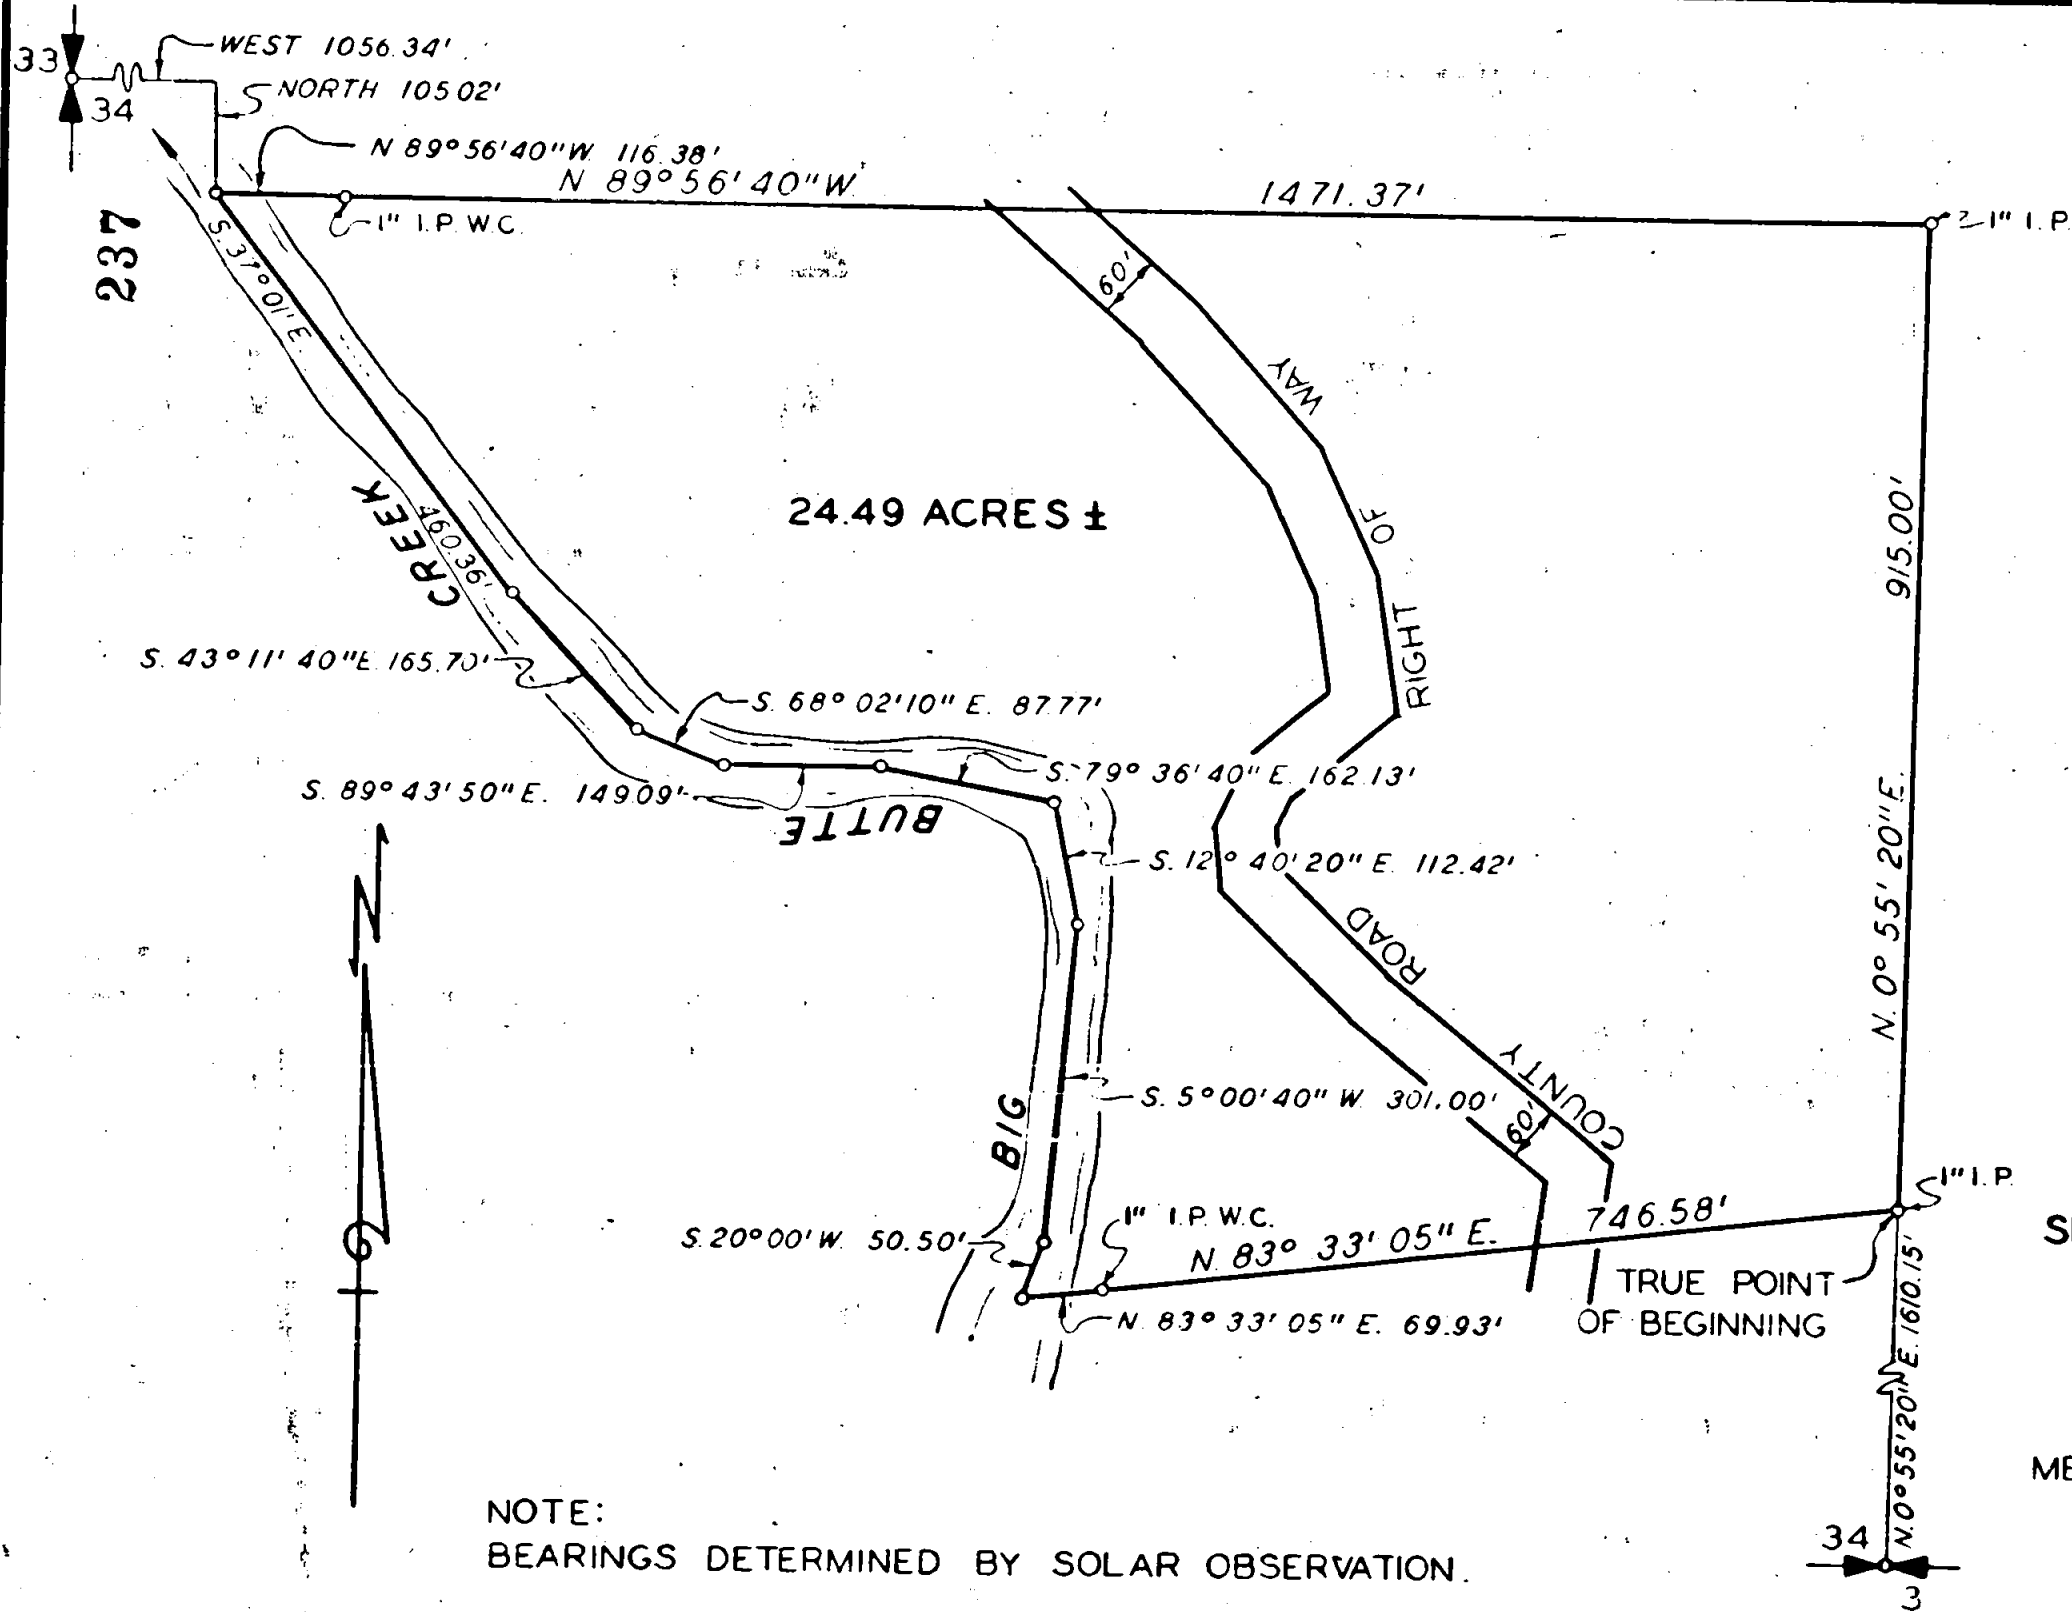 33
34
WEST 1056.34'
NORTH 105.02'
N 89°56'40"W. 116.38'
N 89°56'40"W.
1471.37'
1" I.P.W.C.
1" I.P.
237
S.37°01'E.
460.36'
60'
WAY
OF
RIGHT
24.49 ACRES ±
915.00'
N.0°55'20"E.
CREEK
S. 43°11'40"E. 165.70'
S. 68°02'10"E. 87.77'
S. 89°43'50"E. 149.09'
S. 79°36'40"E. 162.13'
BUTTE
S. 12°40'20"E. 112.42'
ROAD
COUNTY
S. 5°00'40" W. 301.00'
60'
BIG
1" I.P.
1" I.P.W.C.
S.20°00'W. 50.50'
N. 83° 33' 05" E.
746.58'
N. 83° 33' 05" E. 69.93'
TRUE POINT
OF BEGINNING
N.0°55'20"E. 1610.15'
34
3
NOTE:
BEARINGS DETERMINED BY SOLAR OBSERVATION.